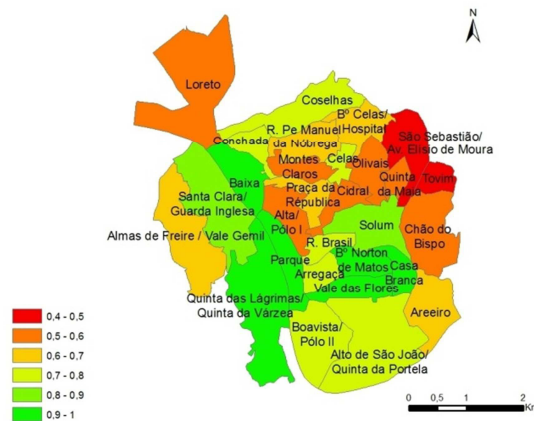 N
Loreto
Coselhas
Bº Celas/
Hospital
R. Pe Manuel
da Nóbrega
Conchada
São Sebastião/
Av. Elísio de Moura
Montes
Claros
Celas
Olivais
Tovim
Quinta
da Maia
Baixa
Praça da
República
Cidral
Santa Clara/
Guarda Inglesa
Alta/
Pólo I
Solum
Chão do
Bispo
Almas de Freire /
Vale Gemil
R. Brasil
Bº Norton
de Matos
Parque
Arregaça
Casa
Branca
Vale das Flores
Quinta das Lágrimas/
Quinta da Várzea
Areeiro
Boavista/
Pólo II
Alto de São João/
Quinta da Portela
0,4 - 0,5
0,5 - 0,6
0,6 - 0,7
0,7 - 0,8
0,8 - 0,9
0,9 - 1
0 0,5 1 2